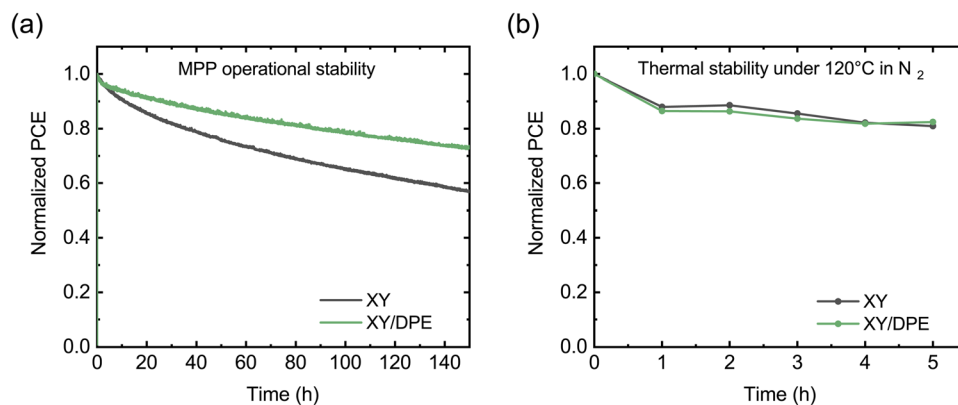 (a)
MPP operational stability
Normalized PCE
1.0
0.8
0.6
0.4
0.2
0.0
XY
XY/DPE
0 20 40 60 80 100 120 140
Time (h)
(b)
Thermal stability under 120°C in N 2
Normalized PCE
1.0
0.8
0.6
0.4
0.2
0.0
XY
XY/DPE
0 1 2 3 4 5
Time (h)